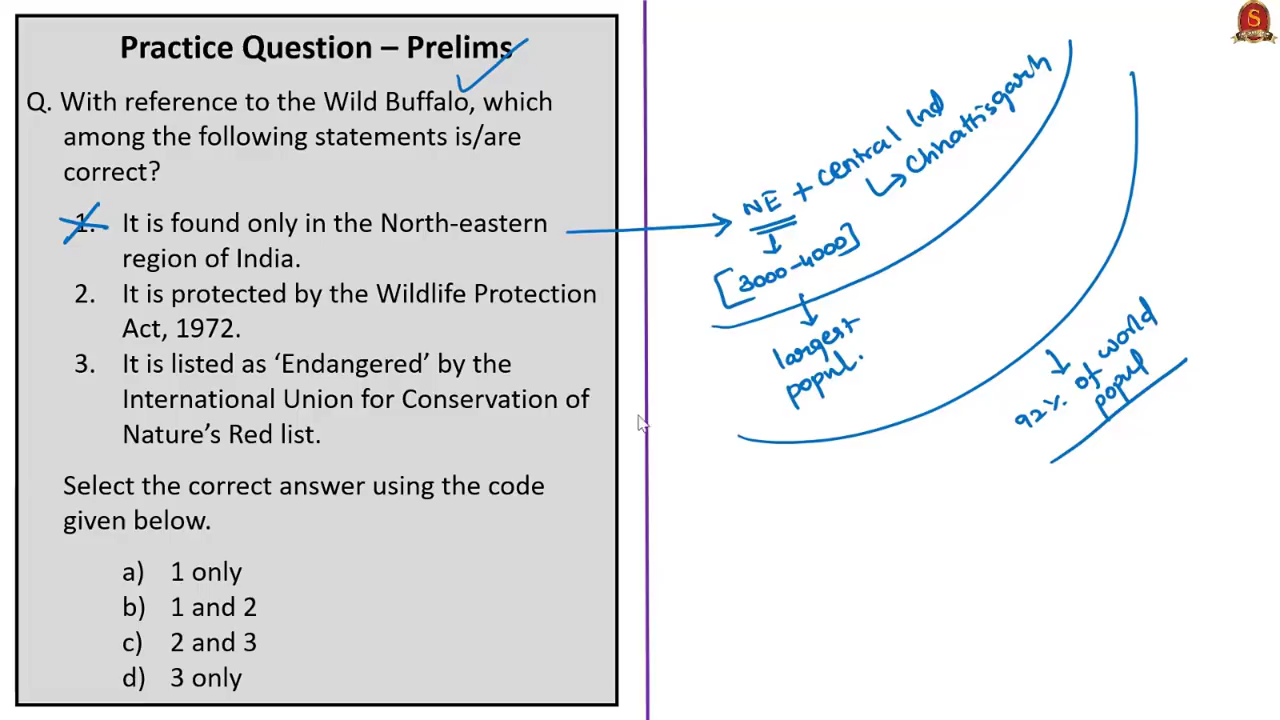 Practice Question – Prelims
Q. With reference to the Wild Buffalo, which
among the following statements is/are
correct?
1. It is found only in the North-eastern
region of India.
2. It is protected by the Wildlife Protection
Act, 1972.
3. It is listed as ‘Endangered’ by the
International Union for Conservation of
Nature’s Red list.
Select the correct answer using the code
given below.
a) 1 only
b) 1 and 2
c) 2 and 3
d) 3 only
NE + central Ind
↳ Chhattisgarh
[3000-4000]
largest
popul.
92% of world
popul
S